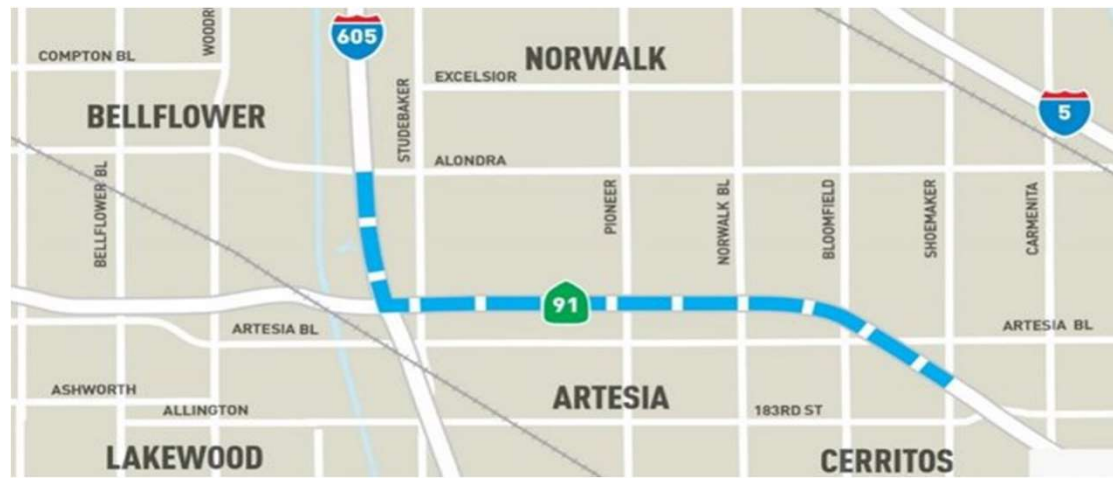 605
WOODR
COMPTON BL
NORWALK
EXCELSIOR
5
BELLFLOWER
STUDEBAKER
ALONDRA
BELLFLOWER BL
PIONEER
NORWALK BL
BLOOMFIELD
SHOEMAKER
CARMENITA
91
ARTESIA BL
ARTESIA BL
ASHWORTH
ARTESIA
ALLINGTON
183RD ST
LAKEWOOD
CERRITOS